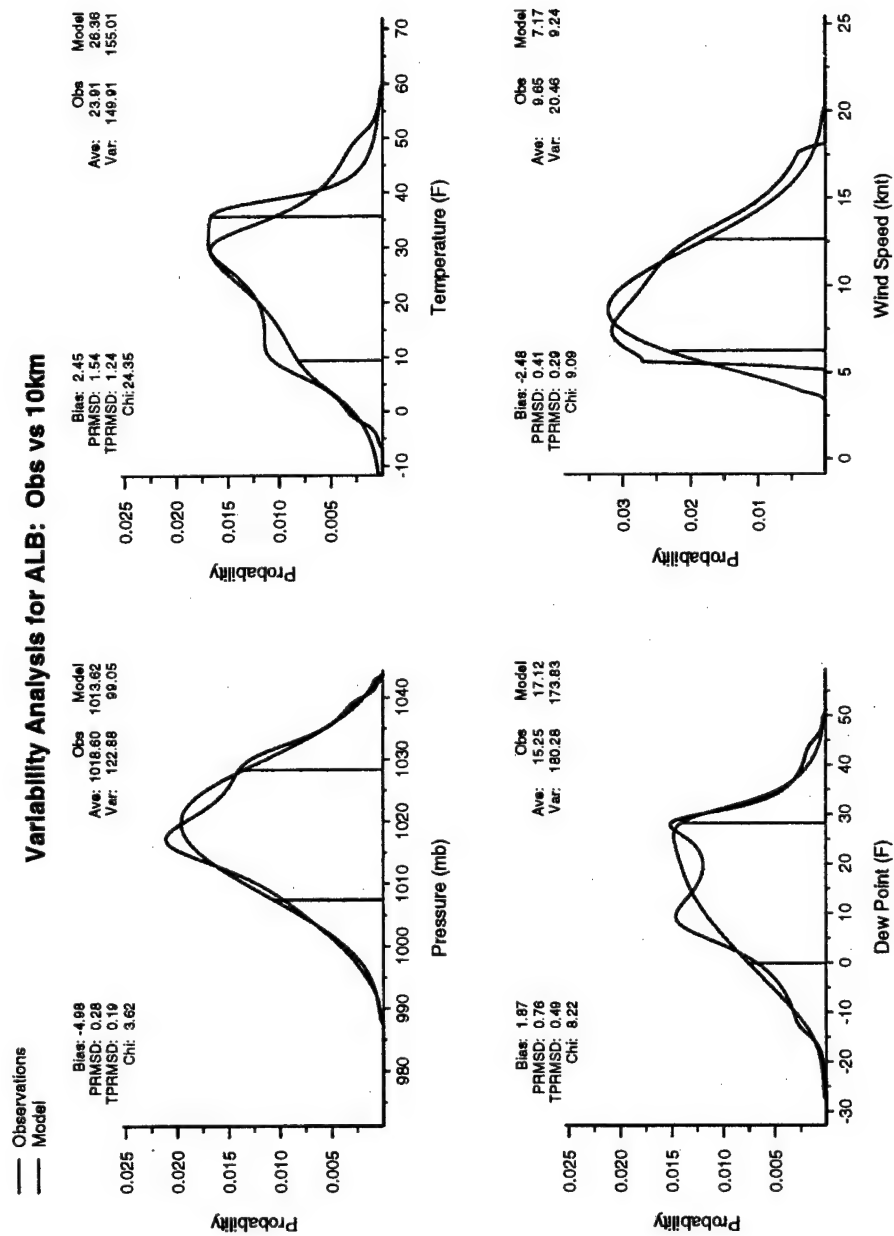 Observations
Model
Variability Analysis for ALB: Obs vs 10km
Bias: -4.98
PRMSD: 0.28
TPRMSD: 0.19
Chi: 3.62
Obs Model
Ave: 1018.60 1013.62
Var: 122.88 99.05
0.025
0.020
0.015
0.010
0.005
Probability
980 990 1000 1010 1020 1030 1040
Pressure (mb)
Bias: 2.45
PRMSD: 1.54
TPRMSD: 1.24
Chi: 24.35
Obs Model
Ave: 23.91 26.36
Var: 149.91 155.01
0.025
0.020
0.015
0.010
0.005
Probability
-10 0 10 20 30 40 50 60 70
Temperature (F)
Bias: 1.87
PRMSD: 0.76
TPRMSD: 0.49
Chi: 8.22
Obs Model
Ave: 15.25 17.12
Var: 180.28 173.83
0.025
0.020
0.015
0.010
0.005
Probability
-30 -20 -10 0 10 20 30 40 50
Dew Point (F)
Bias: -2.48
PRMSD: 0.41
TPRMSD: 0.29
Chi: 9.09
Obs Model
Ave: 9.65 7.17
Var: 20.46 9.24
0.03
0.02
0.01
Probability
0 5 10 15 20 25
Wind Speed (knt)